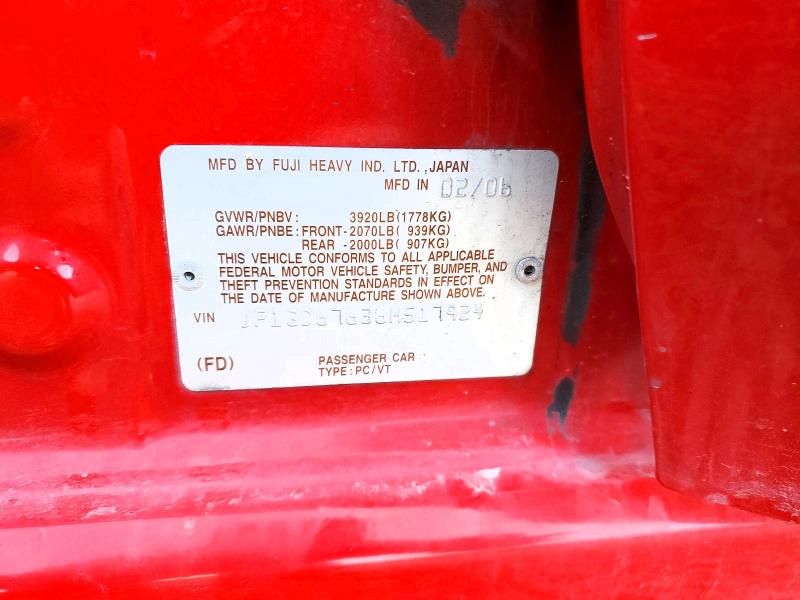 MFD BY FUJI HEAVY IND. LTD.,JAPAN
MFD IN 02/06
GVWR/PNBV: 3920LB(1778KG)
GAWR/PNBE: FRONT-2070LB( 939KG)
REAR -2000LB( 907KG)
THIS VEHICLE CONFORMS TO ALL APPLICABLE
FEDERAL MOTOR VEHICLE SAFETY, BUMPER, AND
THEFT PREVENTION STANDARDS IN EFFECT ON
THE DATE OF MANUFACTURE SHOWN ABOVE.
VIN
(FD) PASSENGER CAR
TYPE:PC/VT